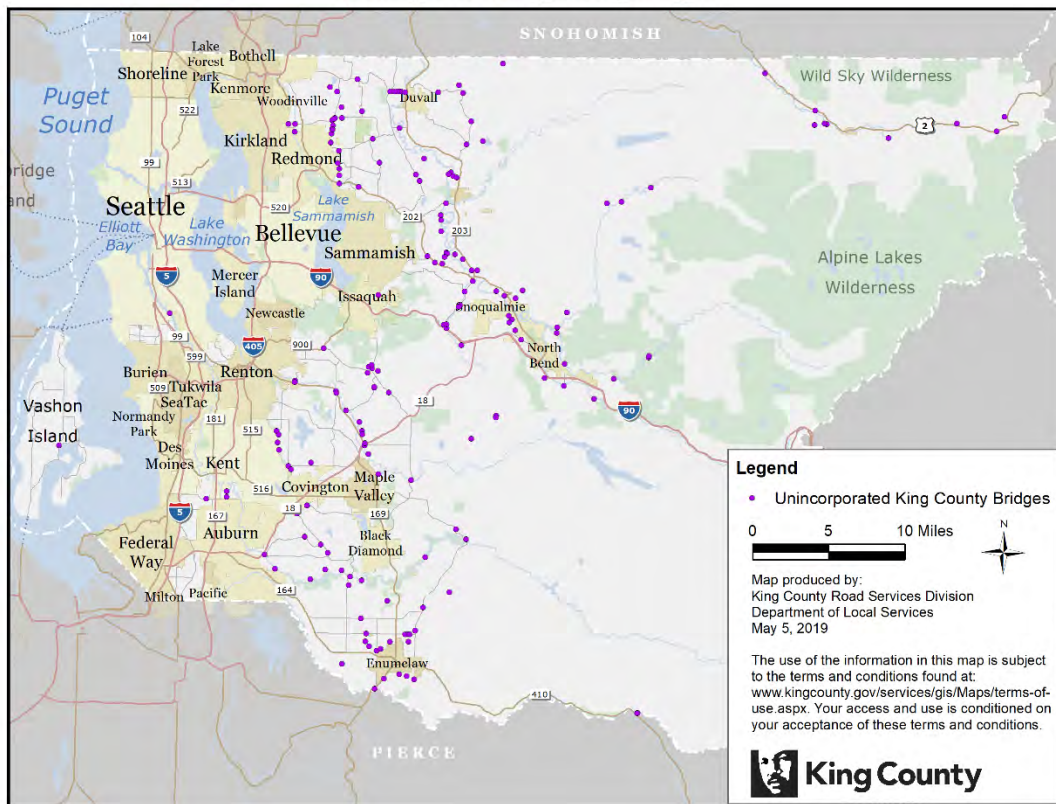 SNOHOMISH
104
Lake
Forest
Park
Bothell
Shoreline
Kenmore
Wild Sky Wilderness
Puget
Sound
522
Woodinville
Duvall
2
Kirkland
Redmond
99
513
Seattle
520
Lake
Sammamish
202
203
Elliott
Bay
Lake
Washington
Bellevue
Sammamish
Alpine Lakes
Wilderness
5
90
Mercer
Island
Issaquah
Newcastle
Snoqualmie
99
599
405
900
North
Bend
Burien
509
Renton
Tukwila
SeaTac
18
90
Vashon
Island
Normandy
Park
181
515
Des
Moines
Kent
516
Covington
Maple
Valley
5
167
18
169
Federal
Way
Auburn
Black
Diamond
Milton
Pacific
164
Enumelaw
410
PIERCE
Legend
Unincorporated King County Bridges
0 5 10 Miles
N
Map produced by:
King County Road Services Division
Department of Local Services
May 5, 2019
The use of the information in this map is subject
to the terms and conditions found at:
www.kingcounty.gov/services/gis/Maps/terms-of-
use.aspx. Your access and use is conditioned on
your acceptance of these terms and conditions.
King County